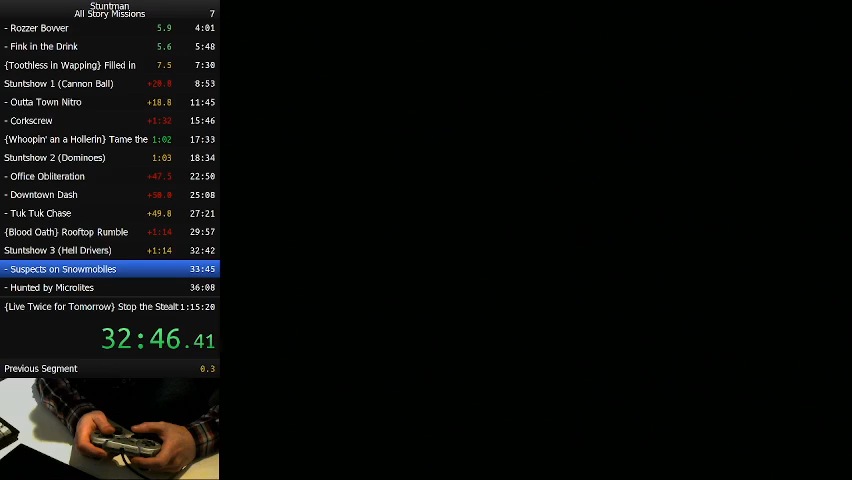 Stuntman
All Story Missions 7
- Rozzer Bovver 5.9 4:01
- Fink in the Drink 5.6 5:48
{Toothless in Wapping} Filled in 7.5 7:30
Stuntshow 1 (Cannon Ball) +20.8 8:53
- Outta Town Nitro +18.8 11:45
- Corkscrew +1:32 15:46
{Whoopin' an a Hollerin} Tame the 1:02 17:33
Stuntshow 2 (Dominoes) 1:03 18:34
- Office Obliteration +47.5 22:50
- Downtown Dash +50.0 25:08
- Tuk Tuk Chase +49.8 27:21
{Blood Oath} Rooftop Rumble +1:14 29:57
Stuntshow 3 (Hell Drivers) +1:14 32:42
- Suspects on Snowmobiles 33:45
- Hunted by Microlites 36:08
{Live Twice for Tomorrow} Stop the Stealt 1:15:20
32:46.41
Previous Segment 0.3